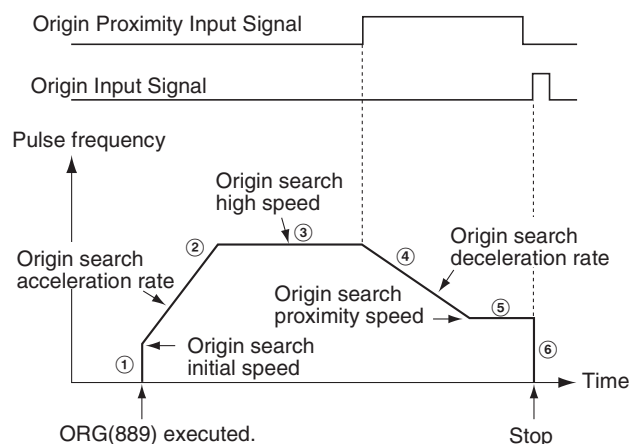 Origin Proximity Input Signal
Origin Input Signal
Pulse frequency
Origin search
high speed
②
③
④
Origin search
acceleration rate
Origin search
deceleration rate
Origin search
proximity speed
⑤
①
Origin search
initial speed
⑥
Time
ORG(889) executed.
Stop